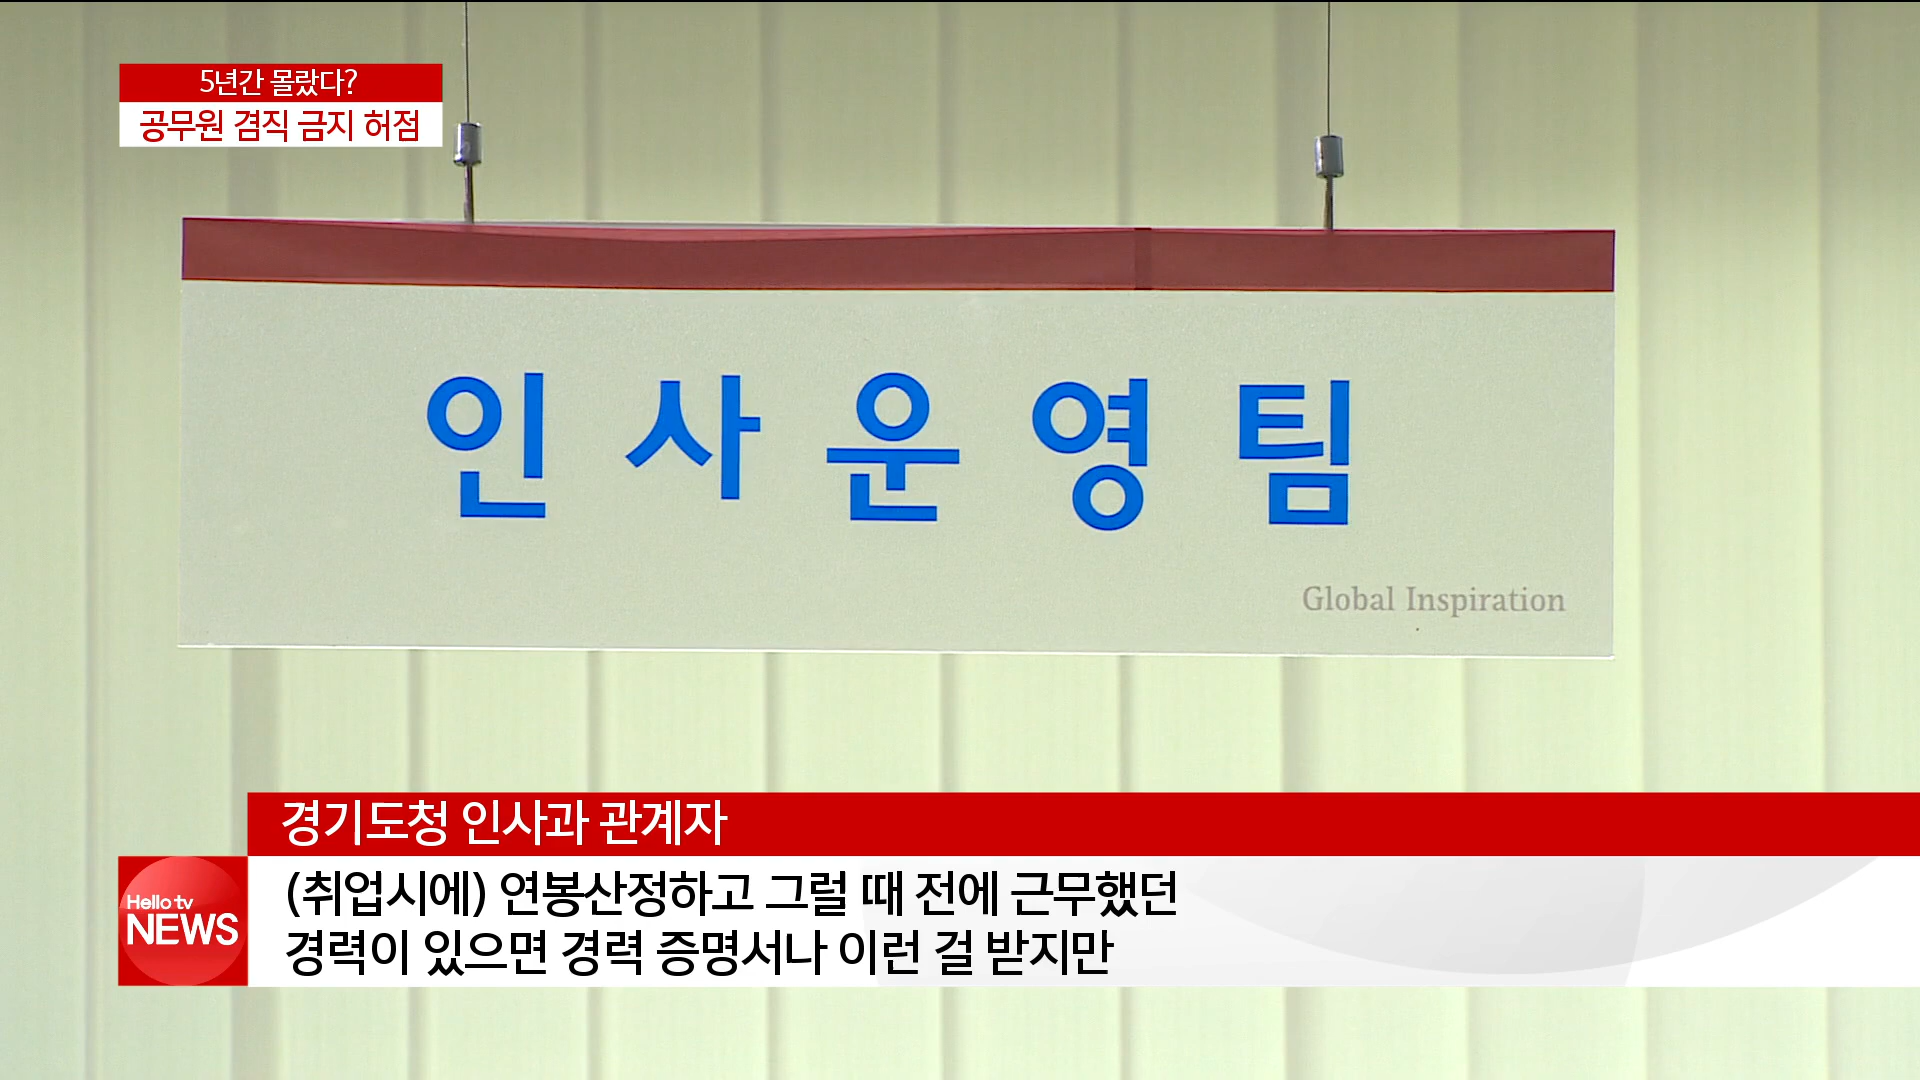 5년간 몰랐다?
공무원 겸직 금지 허점
인사운영팀
Global Inspiration
경기도청 인사과 관계자
Hello tv
NEWS
(취업시에) 연봉산정하고 그럴 때 전에 근무했던
경력이 있으면 경력 증명서나 이런 걸 받지만